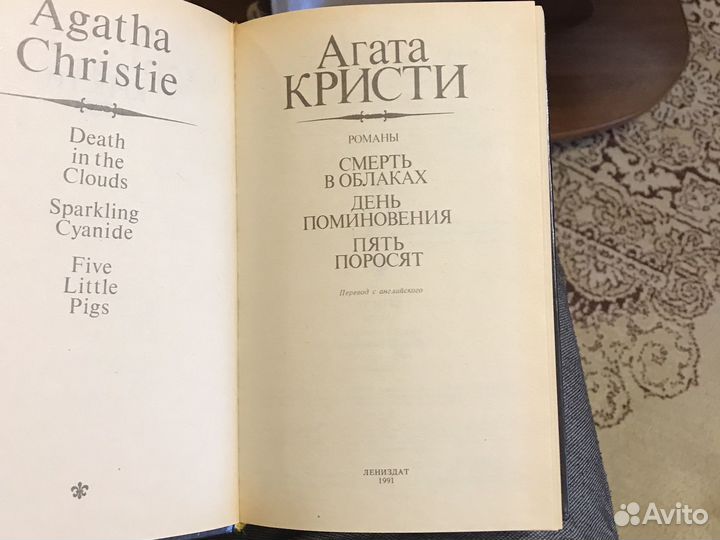 Agatha
Christie
Death
in the
Clouds
Sparkling
Cyanide
Five
Little
Pigs
Агата
КРИСТИ
РОМАНЫ
СМЕРТЬ
В ОБЛАКАХ
ДЕНЬ
ПОМИНОВЕНИЯ
ПЯТЬ
ПОРОСЯТ
Перевод с английского
ЛЕНИЗДАТ
1991
Avito